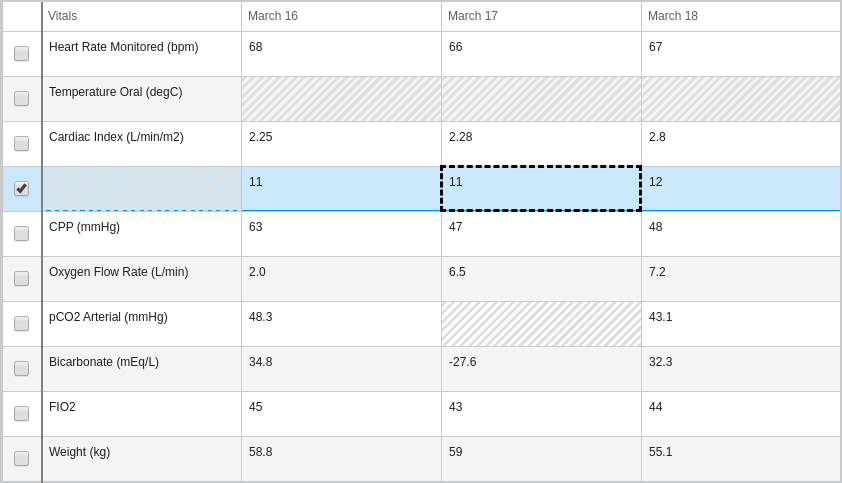 Vitals March 16 March 17 March 18
Heart Rate Monitored (bpm) 68 66 67
Temperature Oral (degC)
Cardiac Index (L/min/m2) 2.25 2.28 2.8
11 11 12
CPP (mmHg) 63 47 48
Oxygen Flow Rate (L/min) 2.0 6.5 7.2
pCO2 Arterial (mmHg) 48.3 43.1
Bicarbonate (mEq/L) 34.8 -27.6 32.3
FIO2 45 43 44
Weight (kg) 58.8 59 55.1